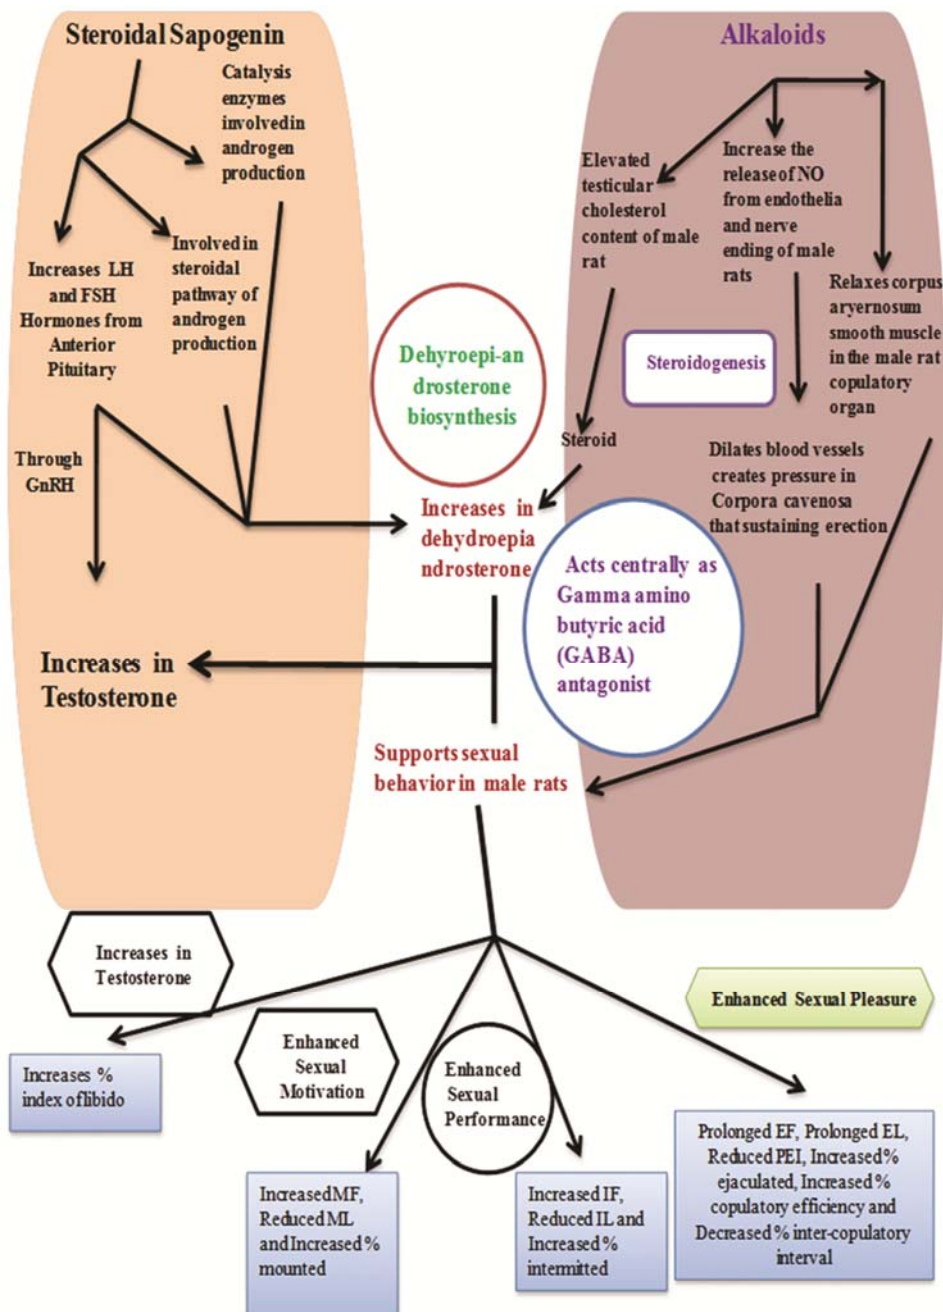 Steroidal Sapogenin
Catalysis
enzymes
involved in
androgen
production
Increases LH
and FSH
Hormones from
Anterior
Pituitary
Involved in
steroidal
pathway of
androgen
production
Through
GnRH
Increases in
Testosterone
Dehyroepi-an
drosterone
biosynthesis
Increases in
dehydroepia
ndrosterone
Supports sexual
behavior in male rats
Alkaloids
Elevated
testicular
cholesterol
content of male
rat
Increase the
release of NO
from endothelia
and nerve
ending of male
rats
Relaxes corpus
aryernosum
smooth muscle
in the male rat
copulatory
organ
Steroidogenesis
Steroid
Dilates blood vessels
creates pressure in
Corpora cavenosa
that sustaining erection
Acts centrally as
Gamma amino
butyric acid
(GABA)
antagonist
Increases in
Testosterone
Enhanced
Sexual
Motivation
Enhanced
Sexual
Performance
Enhanced Sexual Pleasure
Increases %
index of libido
Increased MF,
Reduced ML
and Increased %
mounted
Increased IF,
Reduced IL and
Increased %
intermitted
Prolonged EF, Prolonged EL,
Reduced PEI, Increased %
ejaculated, Increased %
copulatory efficiency and
Decreased % inter-copulatory
interval